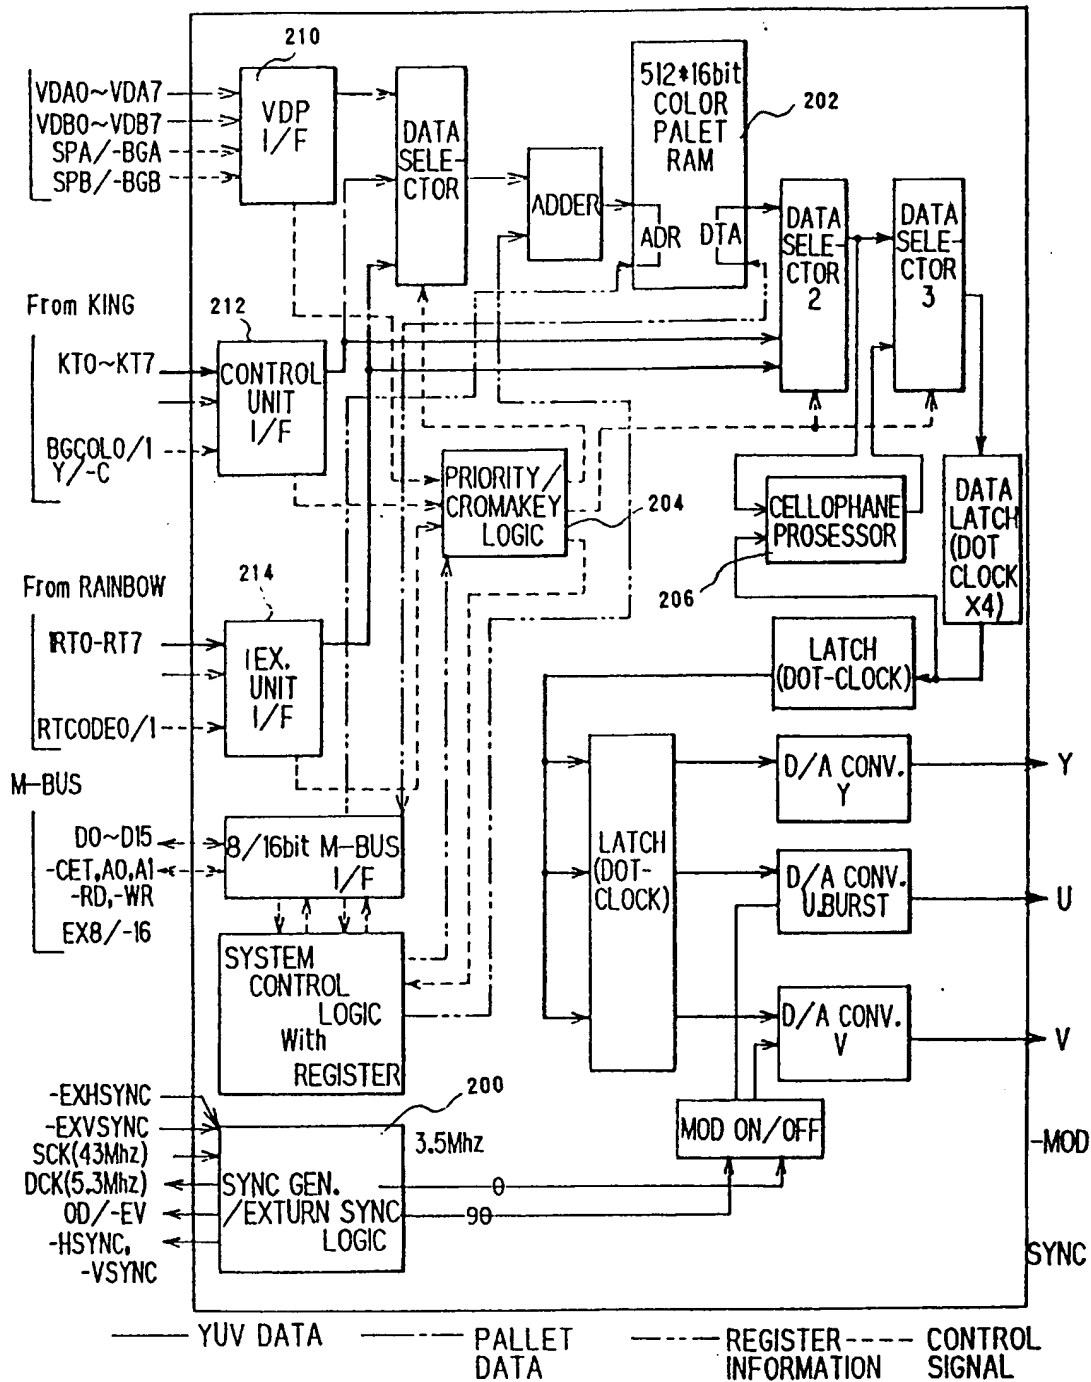 210
VDA0~VDA7
VDB0~VDB7
SPA/-BGA
SPB/-BGB
VDP
I/F
DATA
SELE-
CTOR
ADDER
512*16bit
COLOR
PALET
RAM
ADR
DTA
202
DATA
SELE-
CTOR
2
DATA
SELE-
CTOR
3
From KING
212
KT0~KT7
BGCOL0/1
Y/-C
CONTROL
UNIT
I/F
PRIORITY/
CROMAKEY
LOGIC
204
CELLOPHANE
PROSESSOR
206
DATA
LATCH
(DOT
CLOCK
X4)
From RAINBOW
214
RT0-RT7
RTCODE0/1
EX.
UNIT
I/F
LATCH
(DOT-CLOCK)
M-BUS
D0~D15
-CET,A0,A1
-RD,-WR
EX8/-16
8/16bit M-BUS
I/F
LATCH
(DOT-
CLOCK)
D/A CONV.
Y
Y
D/A CONV.
U.BURST
U
D/A CONV.
V
V
SYSTEM
CONTROL
LOGIC
With
REGISTER
-EXHSYNC
-EXVSYNC
SCK(43Mhz)
DCK(5.3Mhz)
OD/-EV
-HSYNC,
-VSYNC
200
3.5Mhz
SYNC GEN.
/EXTURN SYNC
LOGIC
0
90
MOD ON/OFF
-MOD
SYNC
YUV DATA
PALLET
DATA
REGISTER
INFORMATION
CONTROL
SIGNAL